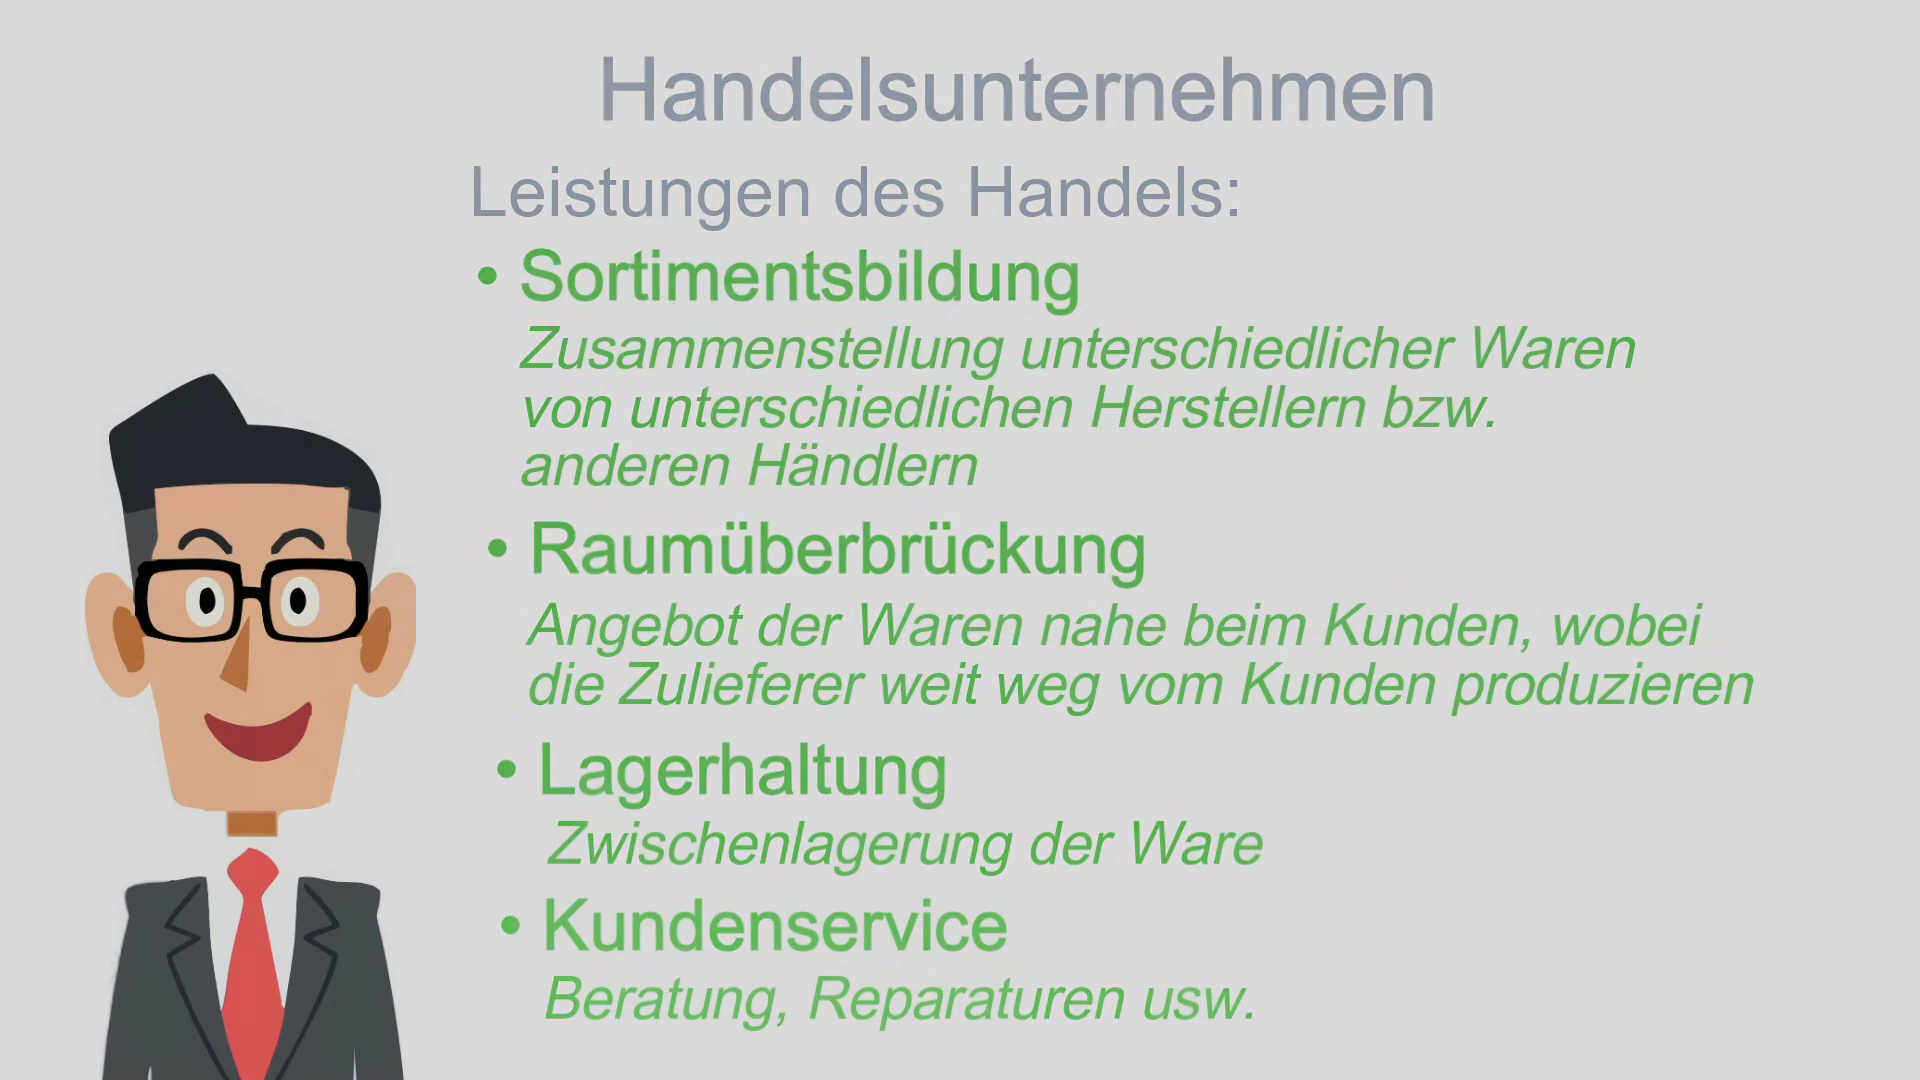 Handelsunternehmen
Leistungen des Handels:
• Sortimentsbildung
Zusammenstellung unterschiedlicher Waren
von unterschiedlichen Herstellern bzw.
anderen Händlern
• Raumüberbrückung
Angebot der Waren nahe beim Kunden, wobei
die Zulieferer weit weg vom Kunden produzieren
• Lagerhaltung
Zwischenlagerung der Ware
• Kundenservice
Beratung, Reparaturen usw.